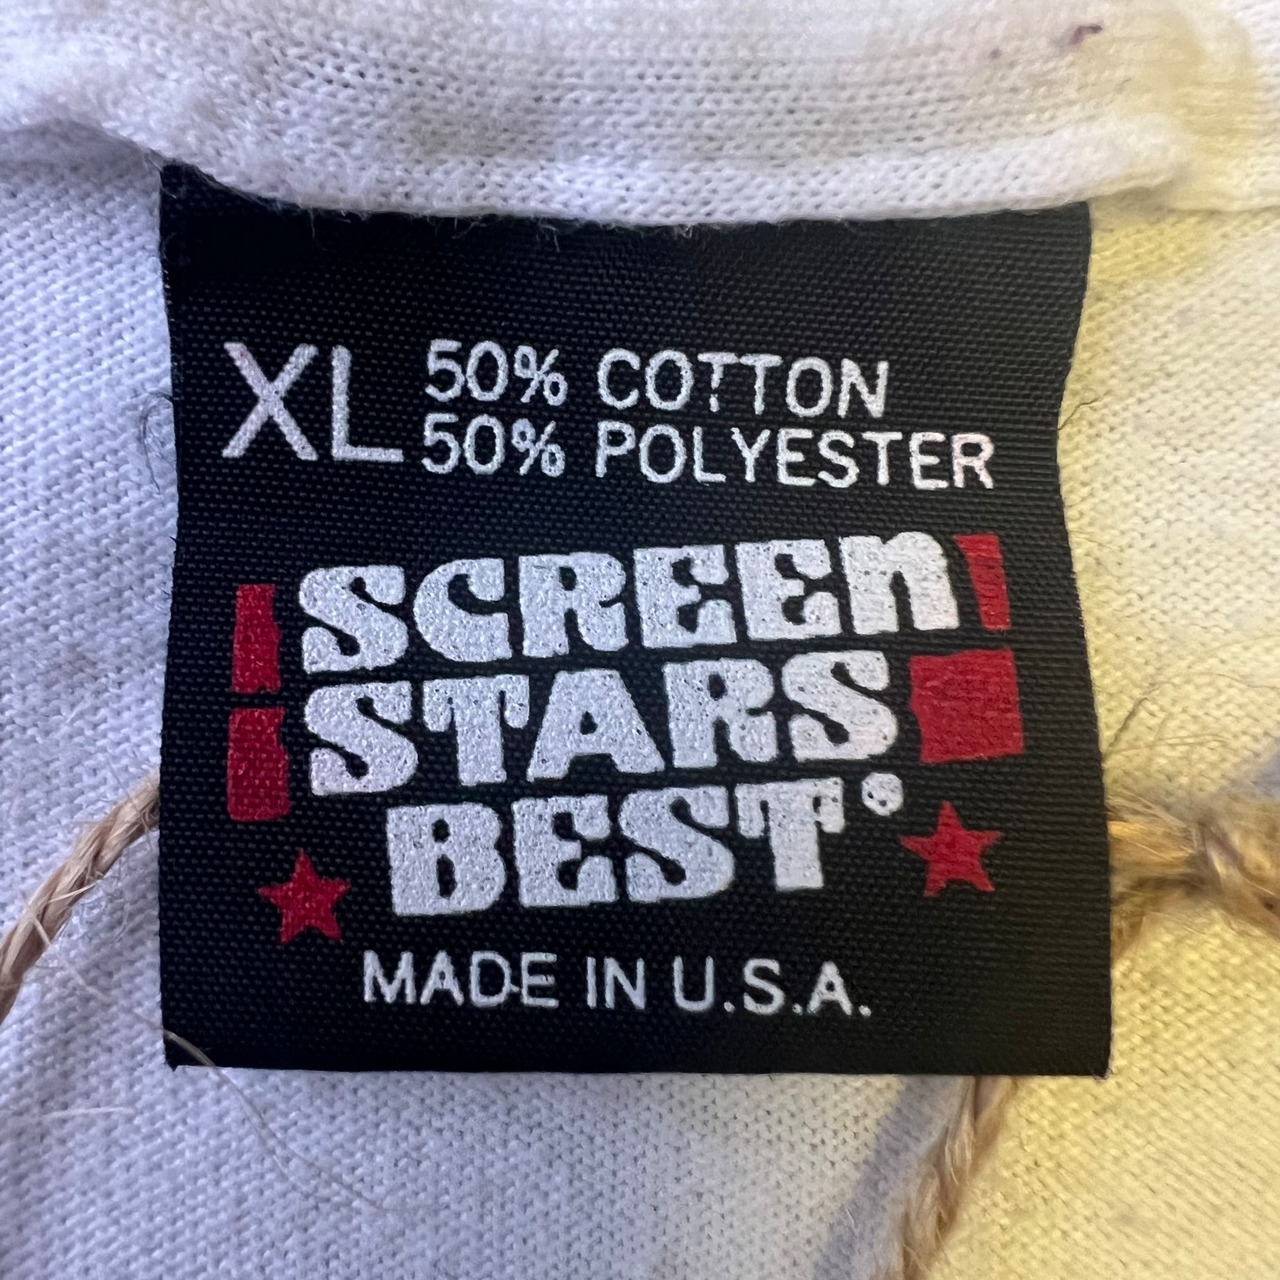 XL 50% COTTON
50% POLYESTER
SCREEN
STARS
BEST®
MADE IN U.S.A.